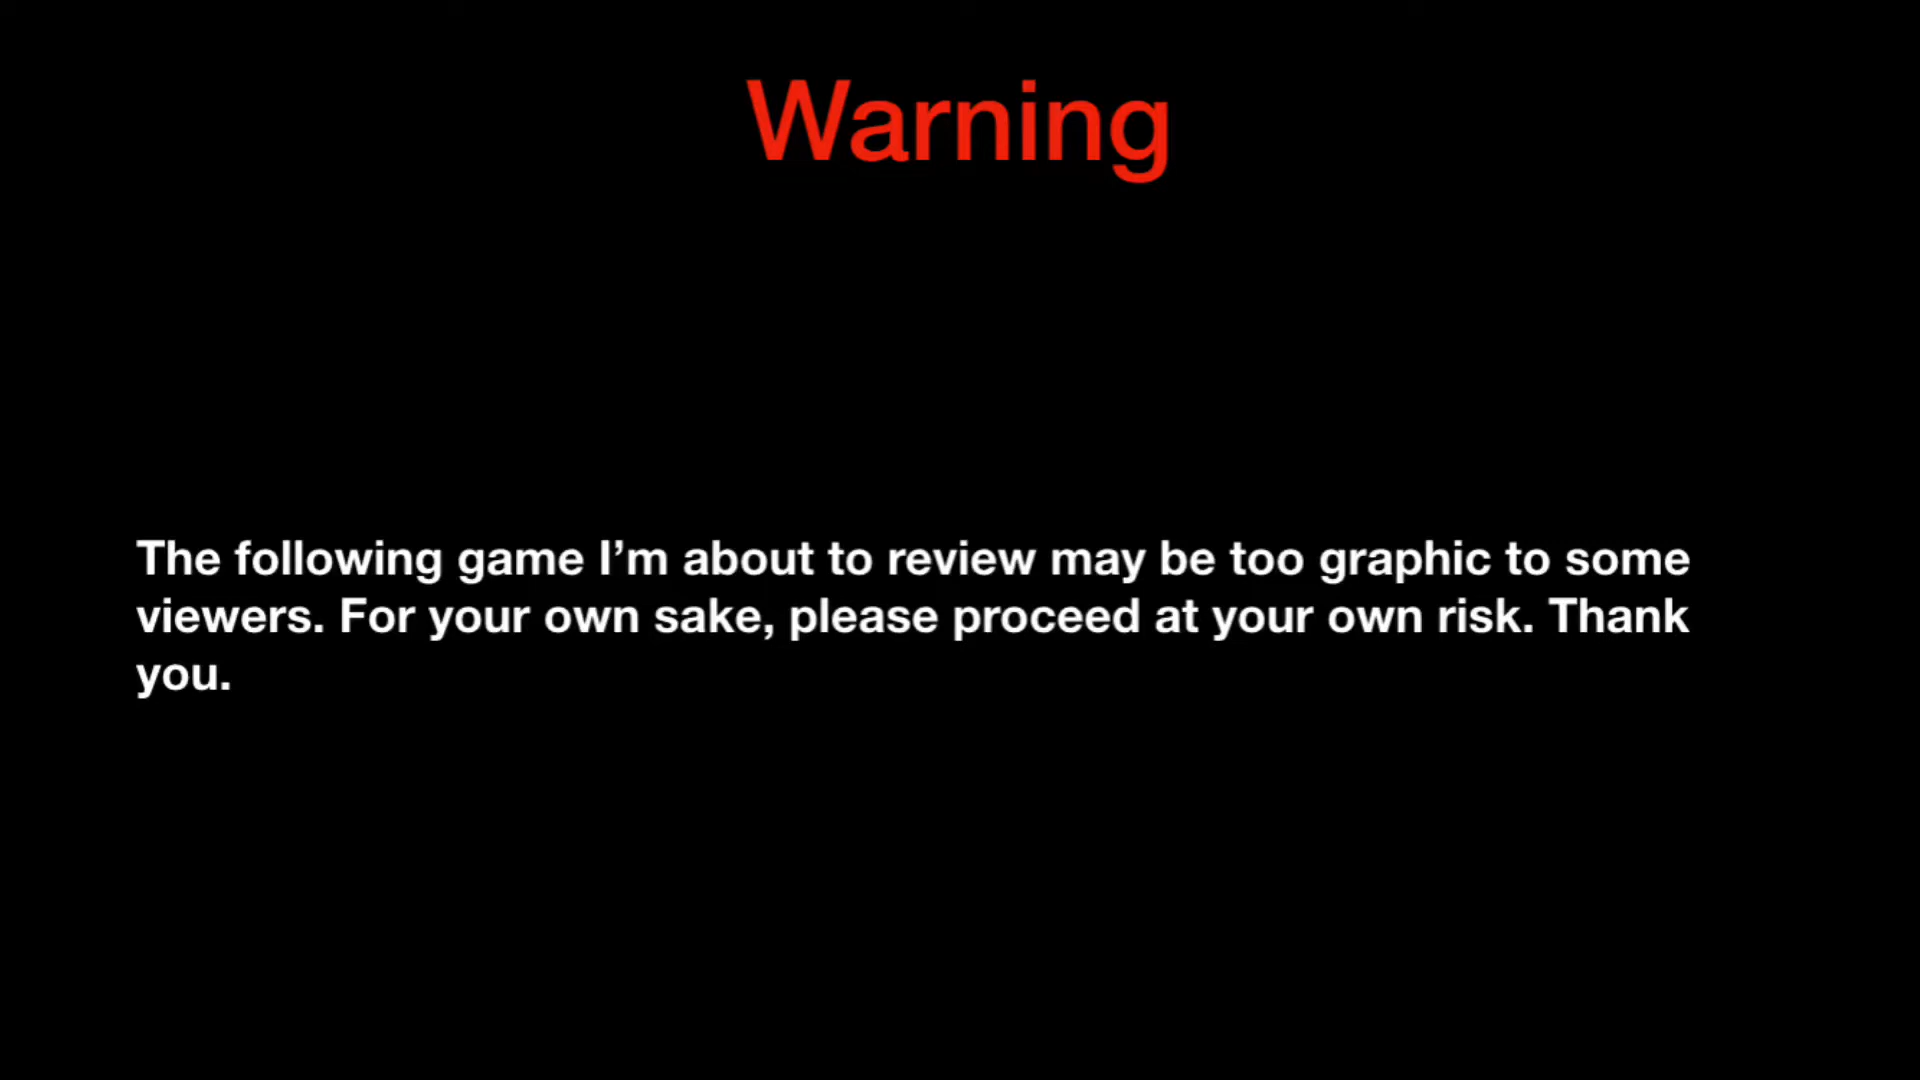 Warning
The following game I’m about to review may be too graphic to some
viewers. For your own sake, please proceed at your own risk. Thank
you.